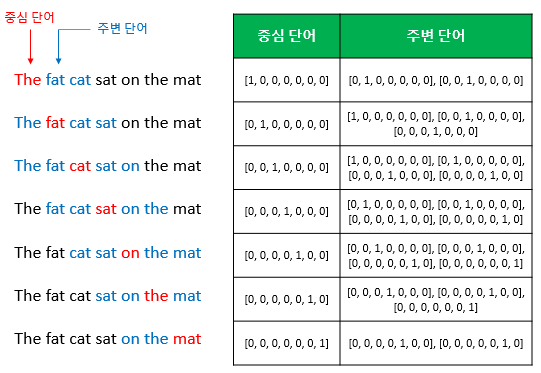 중심 단어
주변 단어
The fat cat sat on the mat
The fat cat sat on the mat
The fat cat sat on the mat
The fat cat sat on the mat
The fat cat sat on the mat
The fat cat sat on the mat
The fat cat sat on the mat
중심 단어 주변 단어
[1, 0, 0, 0, 0, 0, 0] [0, 1, 0, 0, 0, 0, 0], [0, 0, 1, 0, 0, 0, 0]
[0, 1, 0, 0, 0, 0, 0] [1, 0, 0, 0, 0, 0, 0], [0, 0, 1, 0, 0, 0, 0],
[0, 0, 0, 1, 0, 0, 0]
[0, 0, 1, 0, 0, 0, 0] [1, 0, 0, 0, 0, 0, 0], [0, 1, 0, 0, 0, 0, 0],
[0, 0, 0, 1, 0, 0, 0], [0, 0, 0, 0, 1, 0, 0]
[0, 0, 0, 1, 0, 0, 0] [0, 1, 0, 0, 0, 0, 0], [0, 0, 1, 0, 0, 0, 0],
[0, 0, 0, 0, 1, 0, 0], [0, 0, 0, 0, 0, 1, 0]
[0, 0, 0, 0, 1, 0, 0] [0, 0, 1, 0, 0, 0, 0], [0, 0, 0, 1, 0, 0, 0],
[0, 0, 0, 0, 0, 1, 0], [0, 0, 0, 0, 0, 0, 1]
[0, 0, 0, 0, 0, 1, 0] [0, 0, 0, 1, 0, 0, 0], [0, 0, 0, 0, 1, 0, 0],
[0, 0, 0, 0, 0, 0, 1]
[0, 0, 0, 0, 0, 0, 1] [0, 0, 0, 0, 1, 0, 0], [0, 0, 0, 0, 0, 1, 0]